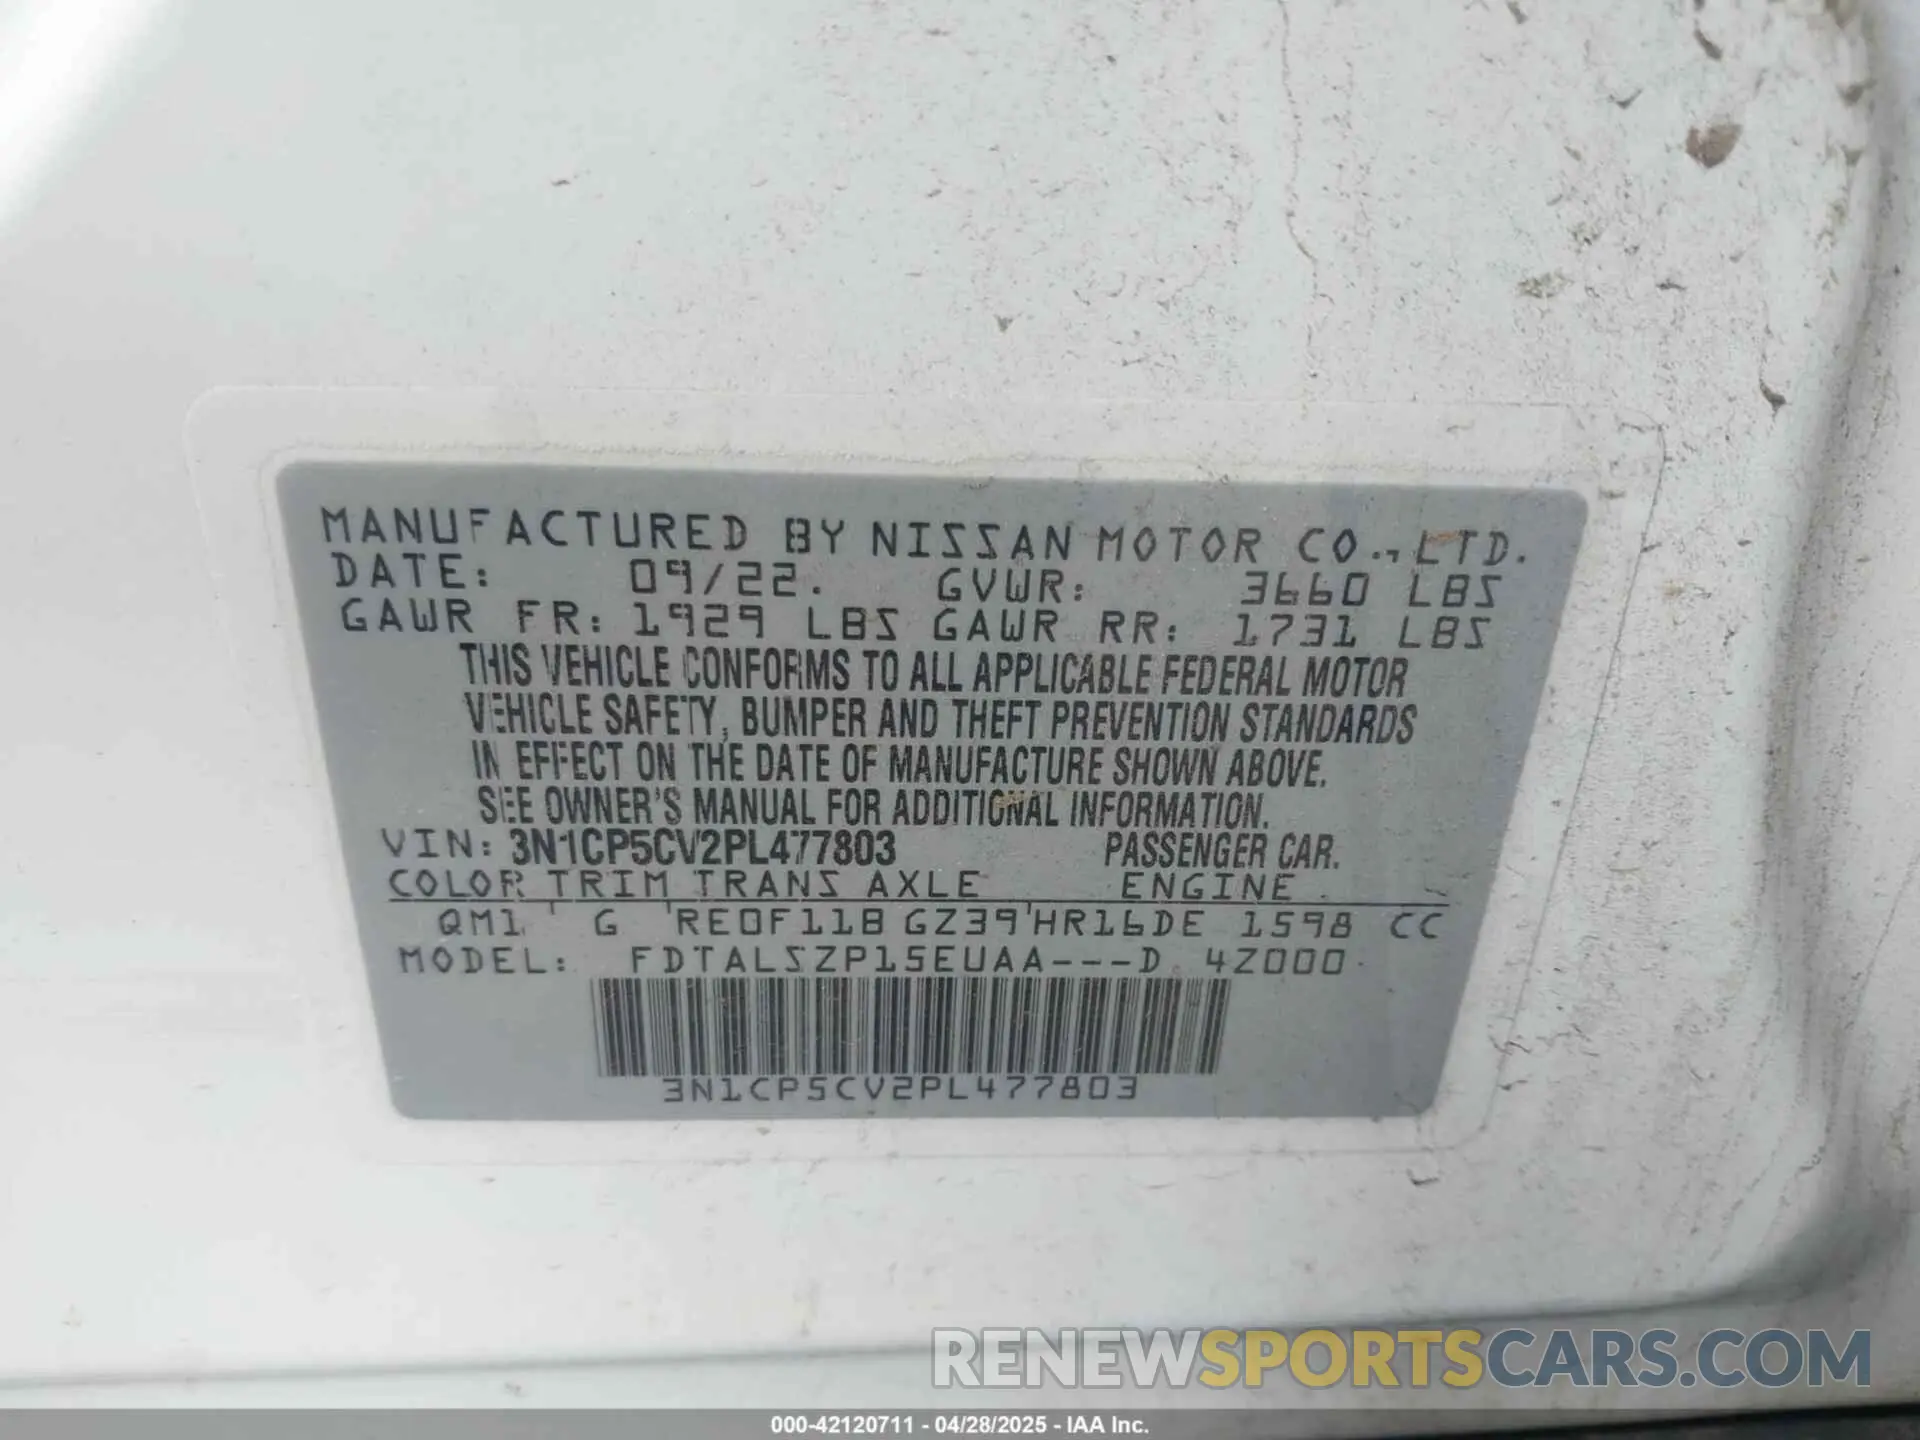 MANUFACTURED BY NISSAN MOTOR CO., LTD.
DATE: 09/22. GVWR: 3660 LBS
GAWR FR: 1929 LBS GAWR RR: 1731 LBS
THIS VEHICLE CONFORMS TO ALL APPLICABLE FEDERAL MOTOR
VEHICLE SAFETY, BUMPER AND THEFT PREVENTION STANDARDS
IN EFFECT ON THE DATE OF MANUFACTURE SHOWN ABOVE.
SEE OWNER'S MANUAL FOR ADDITIONAL INFORMATION.
VIN: 3N1CP5CV2PL477803 PASSENGER CAR.
COLOR TRIM TRANS AXLE ENGINE
QM1 G RE0F11B GZ39 HR16DE 1598 CC
MODEL: FDTALSZP15EUAA---D 4Z000
3N1CP5CV2PL477803
RENEWSPORTSCARS.COM
000-42120711 - 04/28/2025 - IAA Inc.